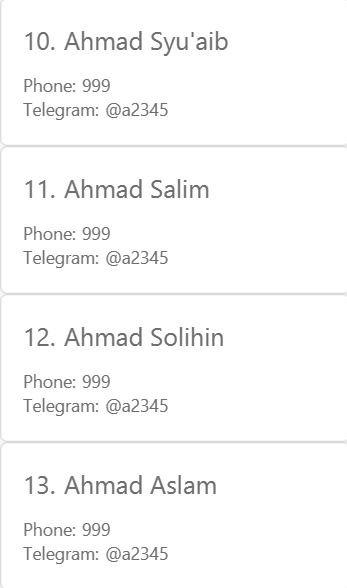 10. Ahmad Syu'aib
Phone: 999
Telegram: @a2345
11. Ahmad Salim
Phone: 999
Telegram: @a2345
12. Ahmad Solihin
Phone: 999
Telegram: @a2345
13. Ahmad Aslam
Phone: 999
Telegram: @a2345